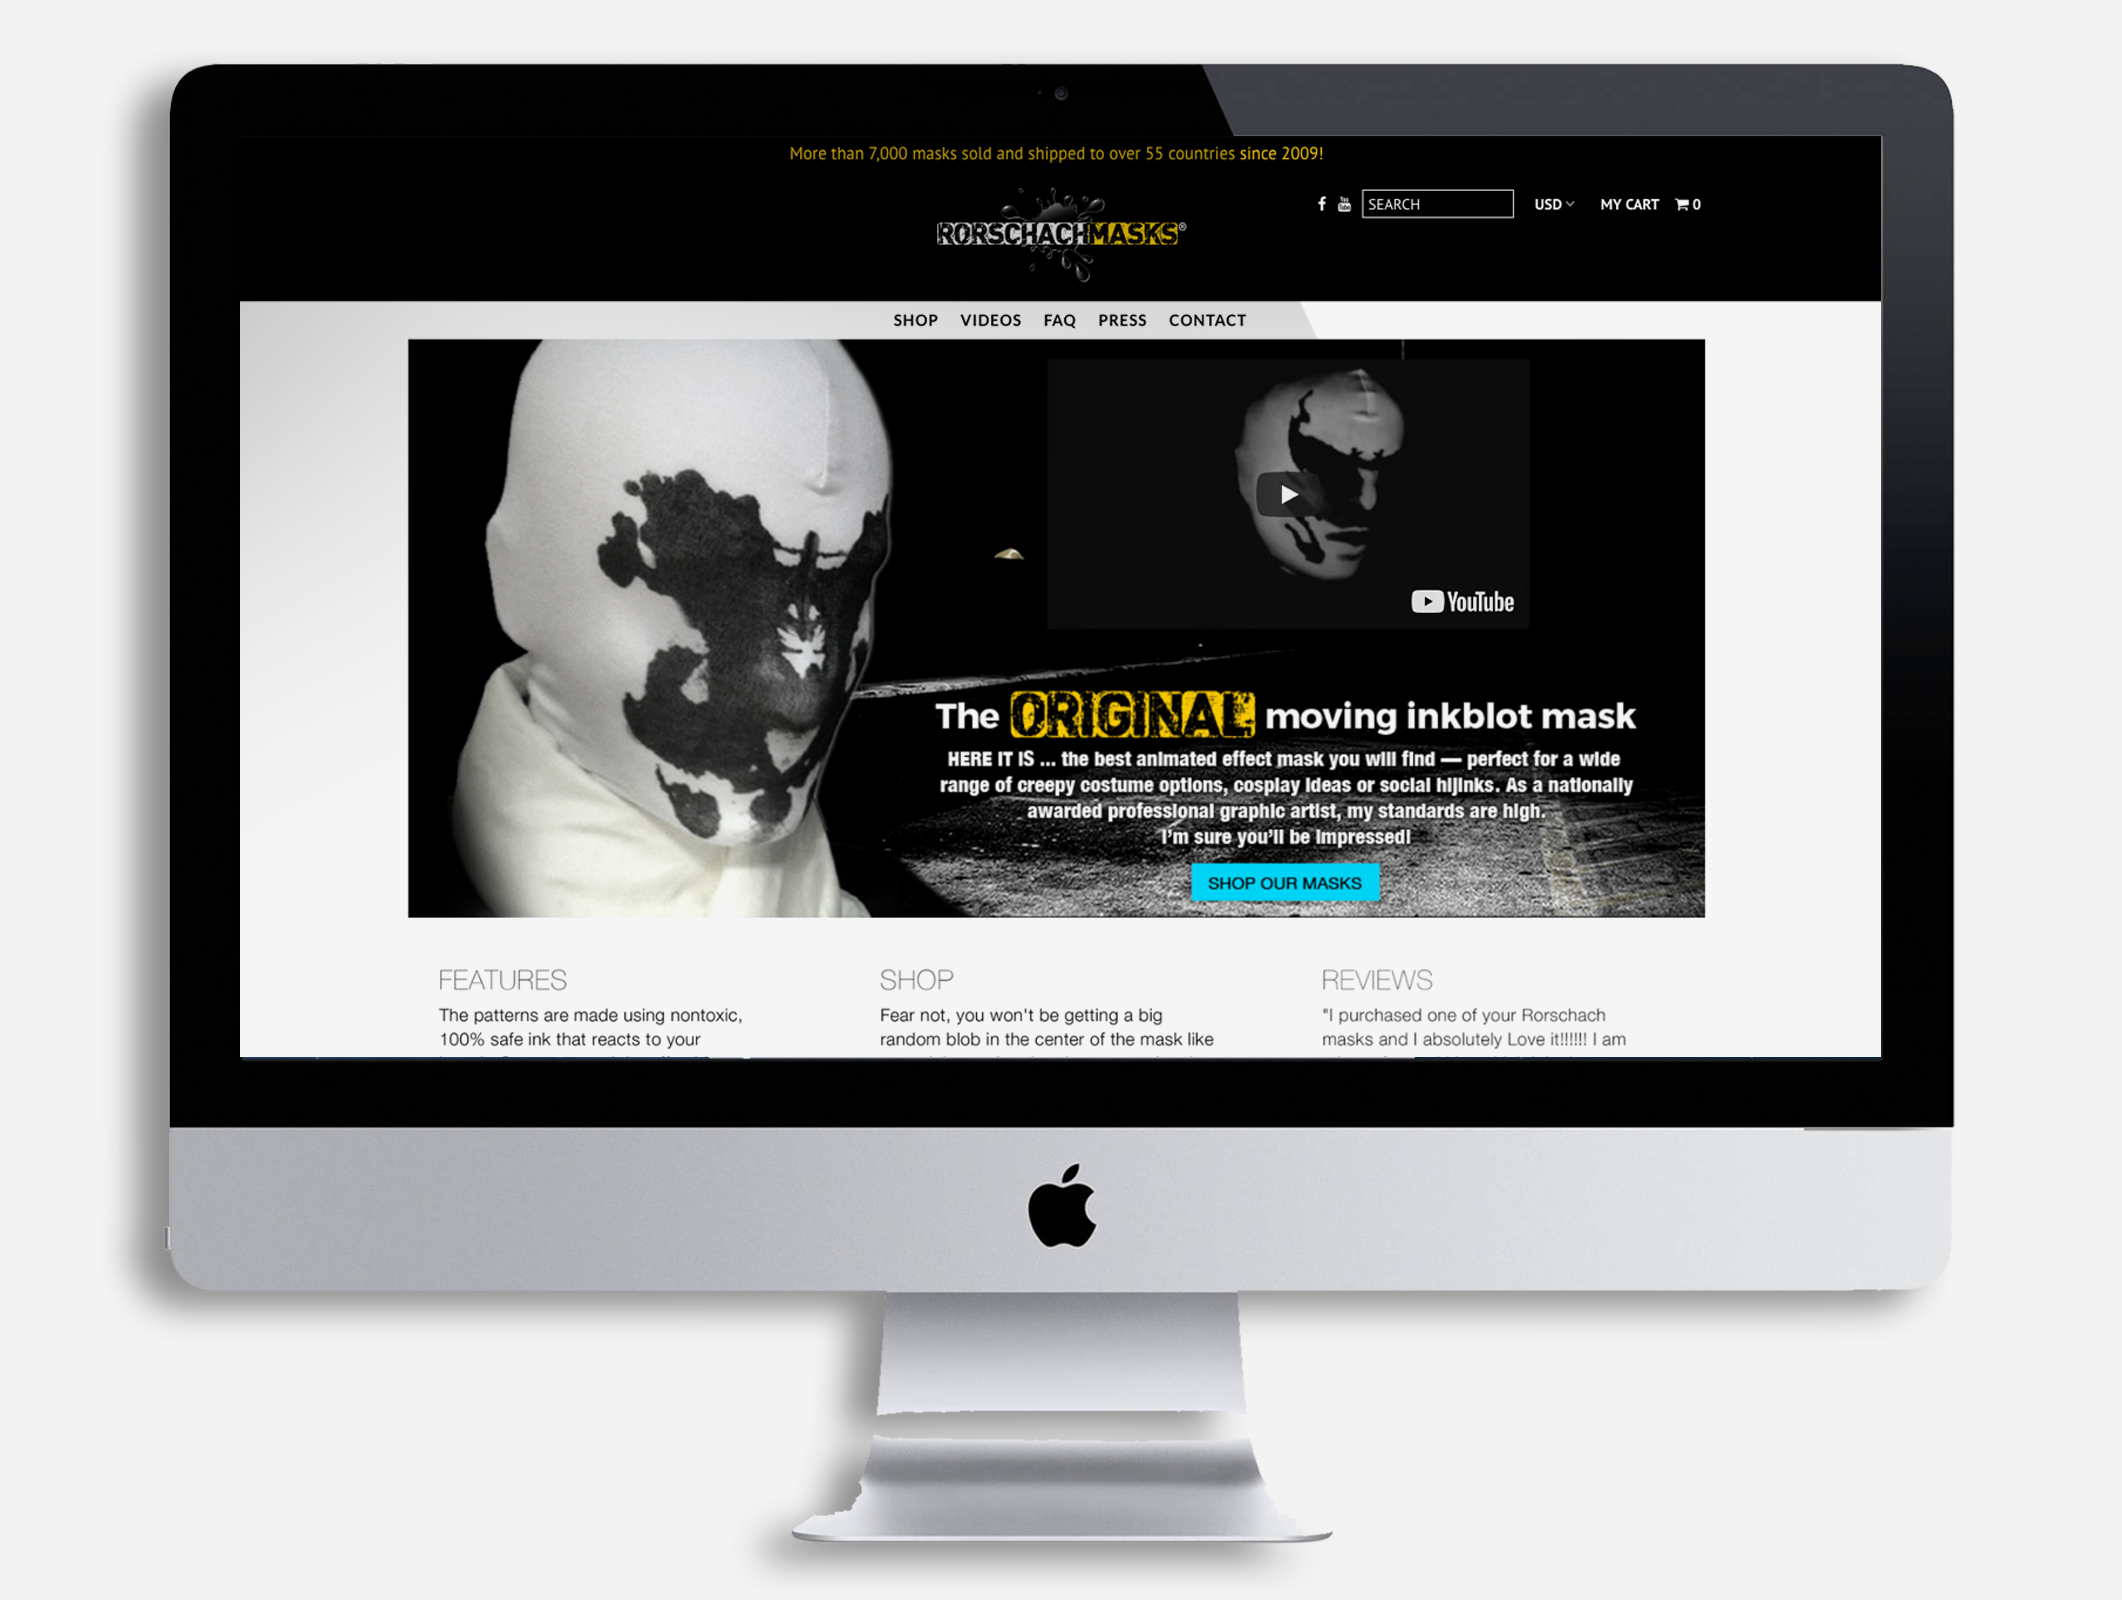 More than 7,000 masks sold and shipped to over 55 countries since 2009!
RORSCHACHMASKS®
SEARCH
USD
MY CART 0
SHOP VIDEOS FAQ PRESS CONTACT
YouTube
The ORIGINAL moving inkblot mask
HERE IT IS ... the best animated effect mask you will find — perfect for a wide
range of creepy costume options, cosplay ideas or social hijinks. As a nationally
awarded professional graphic artist, my standards are high.
I'm sure you'll be impressed!
SHOP OUR MASKS
FEATURES
The patterns are made using nontoxic,
100% safe ink that reacts to your
SHOP
Fear not, you won't be getting a big
random blob in the center of the mask like
REVIEWS
"I purchased one of your Rorschach
masks and I absolutely Love it!!!!!! I am